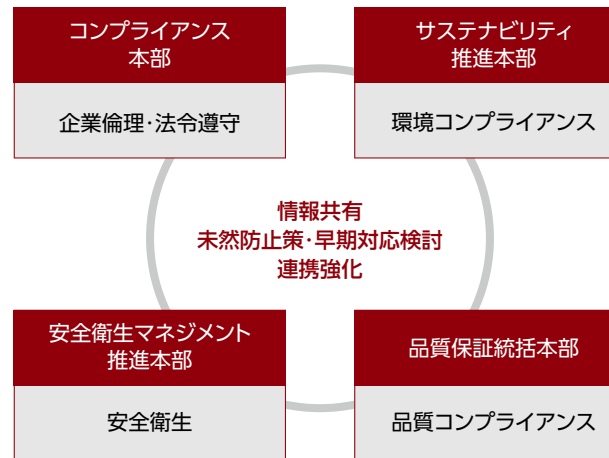 コンプライアンス
本部
企業倫理・法令遵守
サステナビリティ
推進本部
環境コンプライアンス
情報共有
未然防止策・早期対応検討
連携強化
安全衛生マネジメント
推進本部
安全衛生
品質保証統括本部
品質コンプライアンス